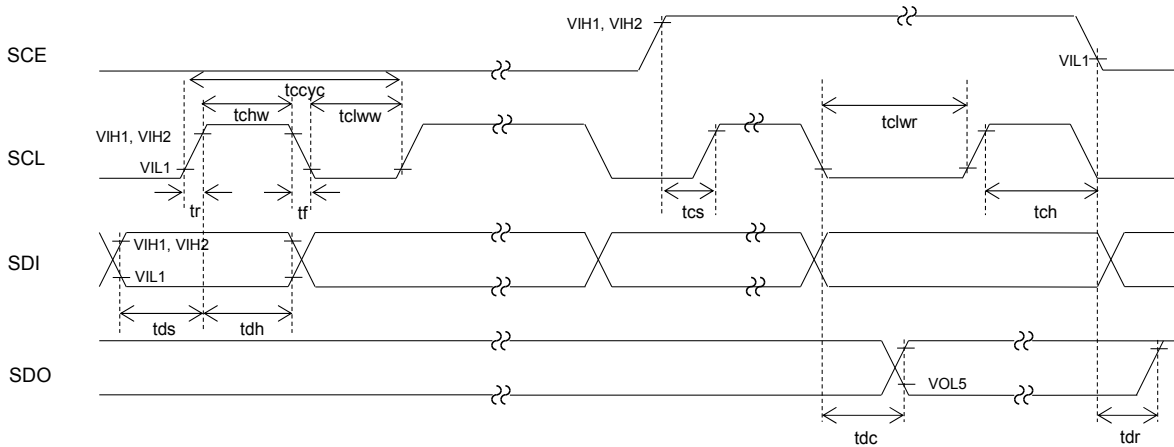 VIH1, VIH2
SCE
VIL1
tccyc
tchw
tclww
tclwr
VIH1, VIH2
SCL
VIL1
tr
tf
tcs
tch
VIH1, VIH2
SDI
VIL1
tds
tdh
SDO
VOL5
tdc
tdr